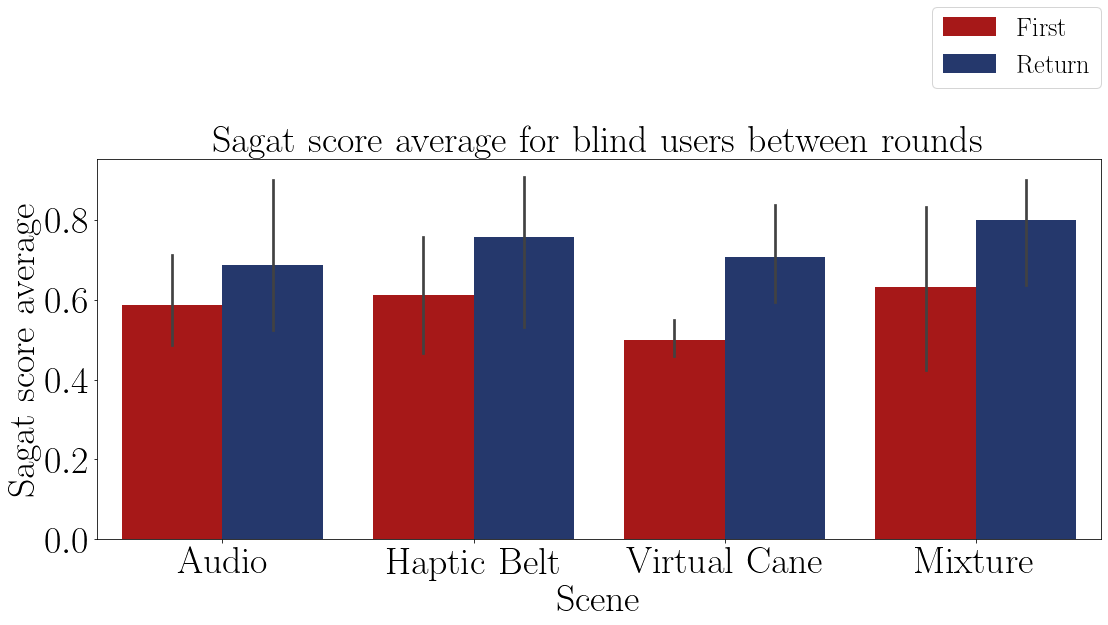 First
Return
Sagat score average for blind users between rounds
Sagat score average
0.8
0.6
0.4
0.2
0.0
Audio
Haptic Belt
Virtual Cane
Mixture
Scene